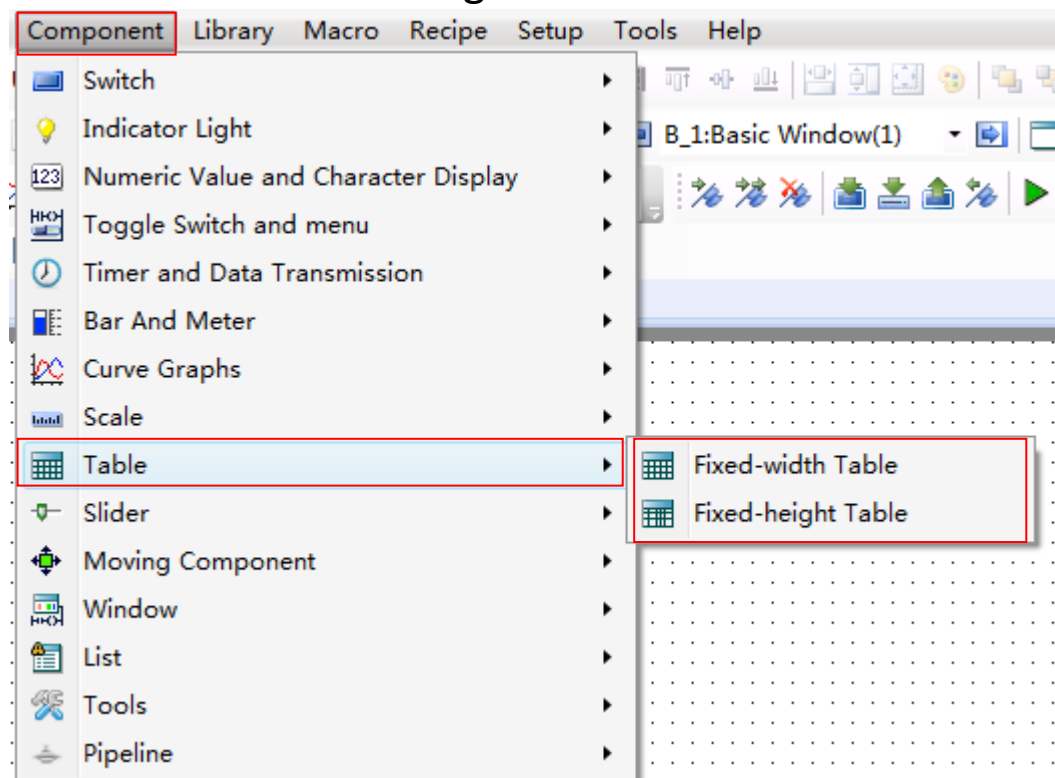 Component Library Macro Recipe Setup Tools Help
Switch
Indicator Light
B_1:Basic Window(1)
123 Numeric Value and Character Display
Toggle Switch and menu
Timer and Data Transmission
Bar And Meter
Curve Graphs
Scale
Table
Fixed-width Table
Fixed-height Table
Slider
Moving Component
Window
List
Tools
Pipeline